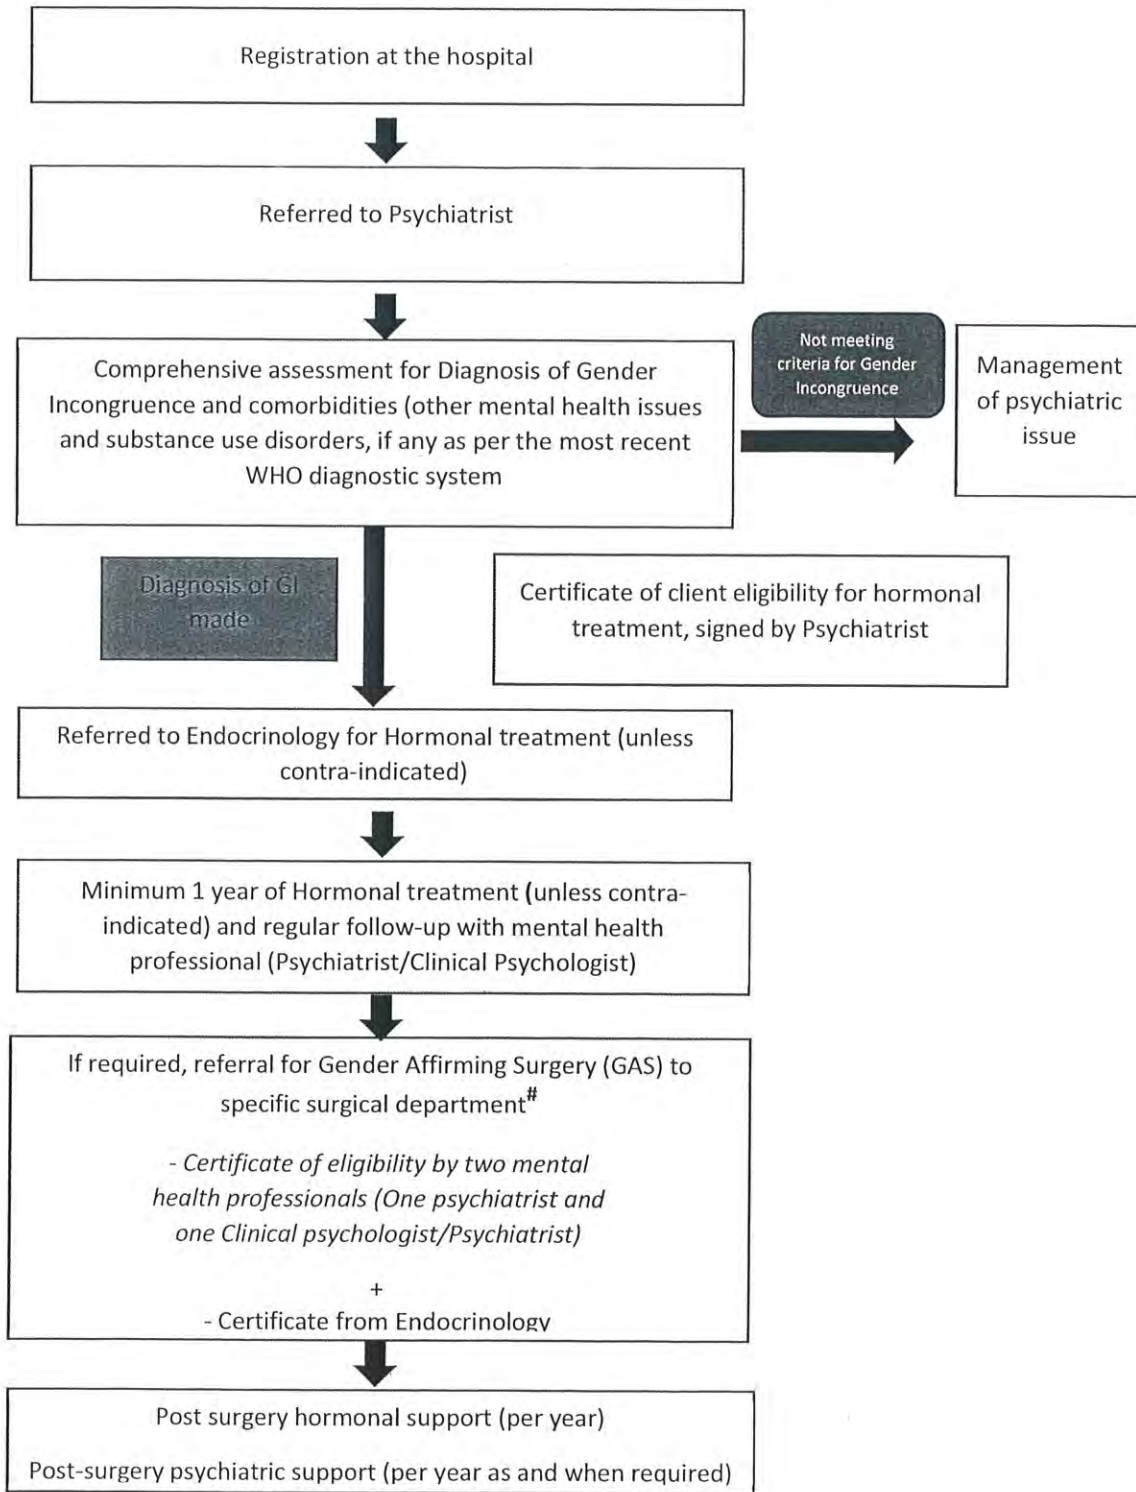 Registration at the hospital
Referred to Psychiatrist
Comprehensive assessment for Diagnosis of Gender
Incongruence and comorbidities (other mental health issues
and substance use disorders, if any as per the most recent
WHO diagnostic system
Not meeting
criteria for Gender
Incongruence
Management
of psychiatric
issue
Diagnosis of GI
made
Certificate of client eligibility for hormonal
treatment, signed by Psychiatrist
Referred to Endocrinology for Hormonal treatment (unless
contra-indicated)
Minimum 1 year of Hormonal treatment (unless contra-
indicated) and regular follow-up with mental health
professional (Psychiatrist/Clinical Psychologist)
If required, referral for Gender Affirming Surgery (GAS) to
specific surgical department#
- Certificate of eligibility by two mental
health professionals (One psychiatrist and
one Clinical psychologist/Psychiatrist)
+
- Certificate from Endocrinology
Post surgery hormonal support (per year)
Post-surgery psychiatric support (per year as and when required)